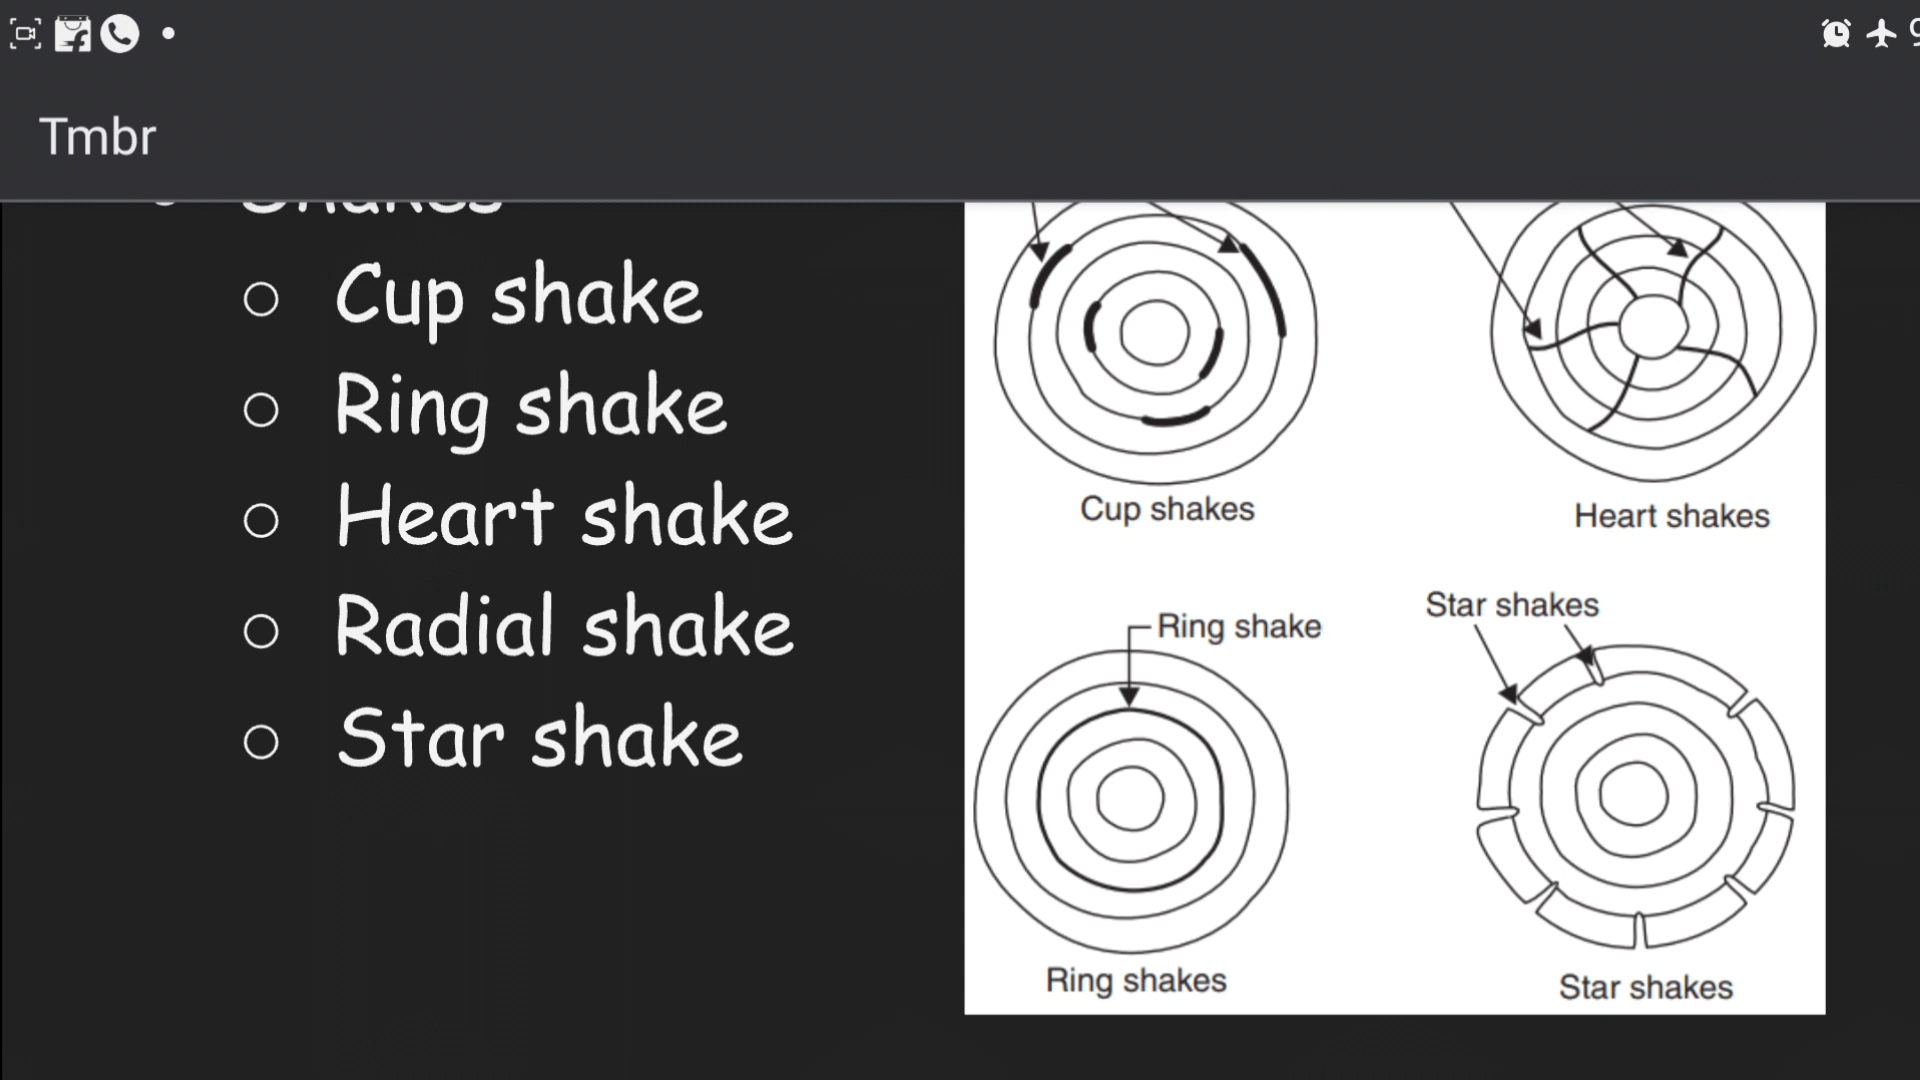 Tmbr
Shakes
Cup shake
Ring shake
Heart shake
Radial shake
Star shake
Cup shakes
Heart shakes
Ring shake
Star shakes
Ring shakes
Star shakes